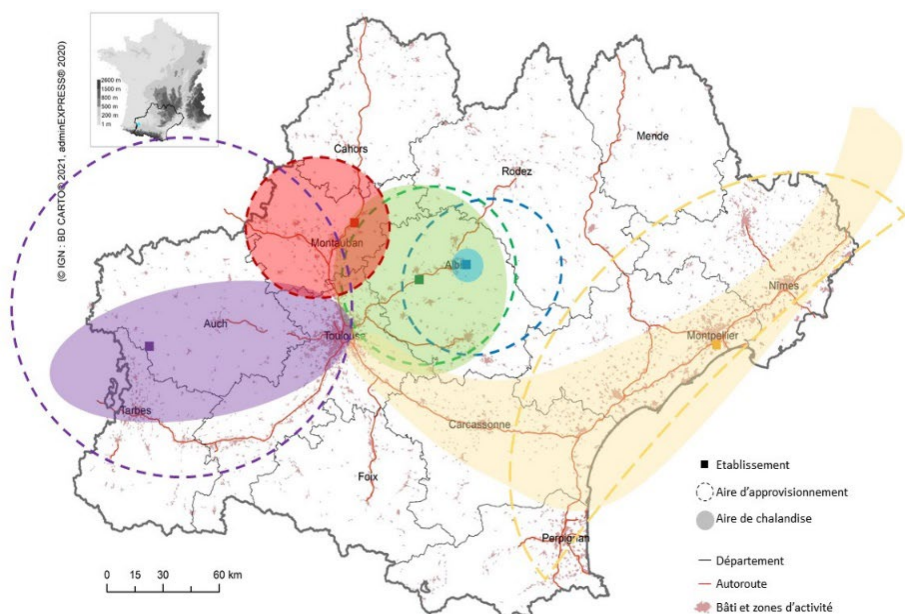 (© IGN : BD CARTO® 2021, adminEXPRESS® 2020)
2600 m
1500 m
800 m
500 m
200 m
1 m
Cahors
Mende
Rodez
Montauban
Albi
Nîmes
Auch
Toulouse
Montpellier
Tarbes
Carcassonne
Foix
Perpignan
Etablissement
Aire d'approvisionnement
Aire de chalandise
Département
Autoroute
Bâti et zones d'activité
0 15 30 60 km